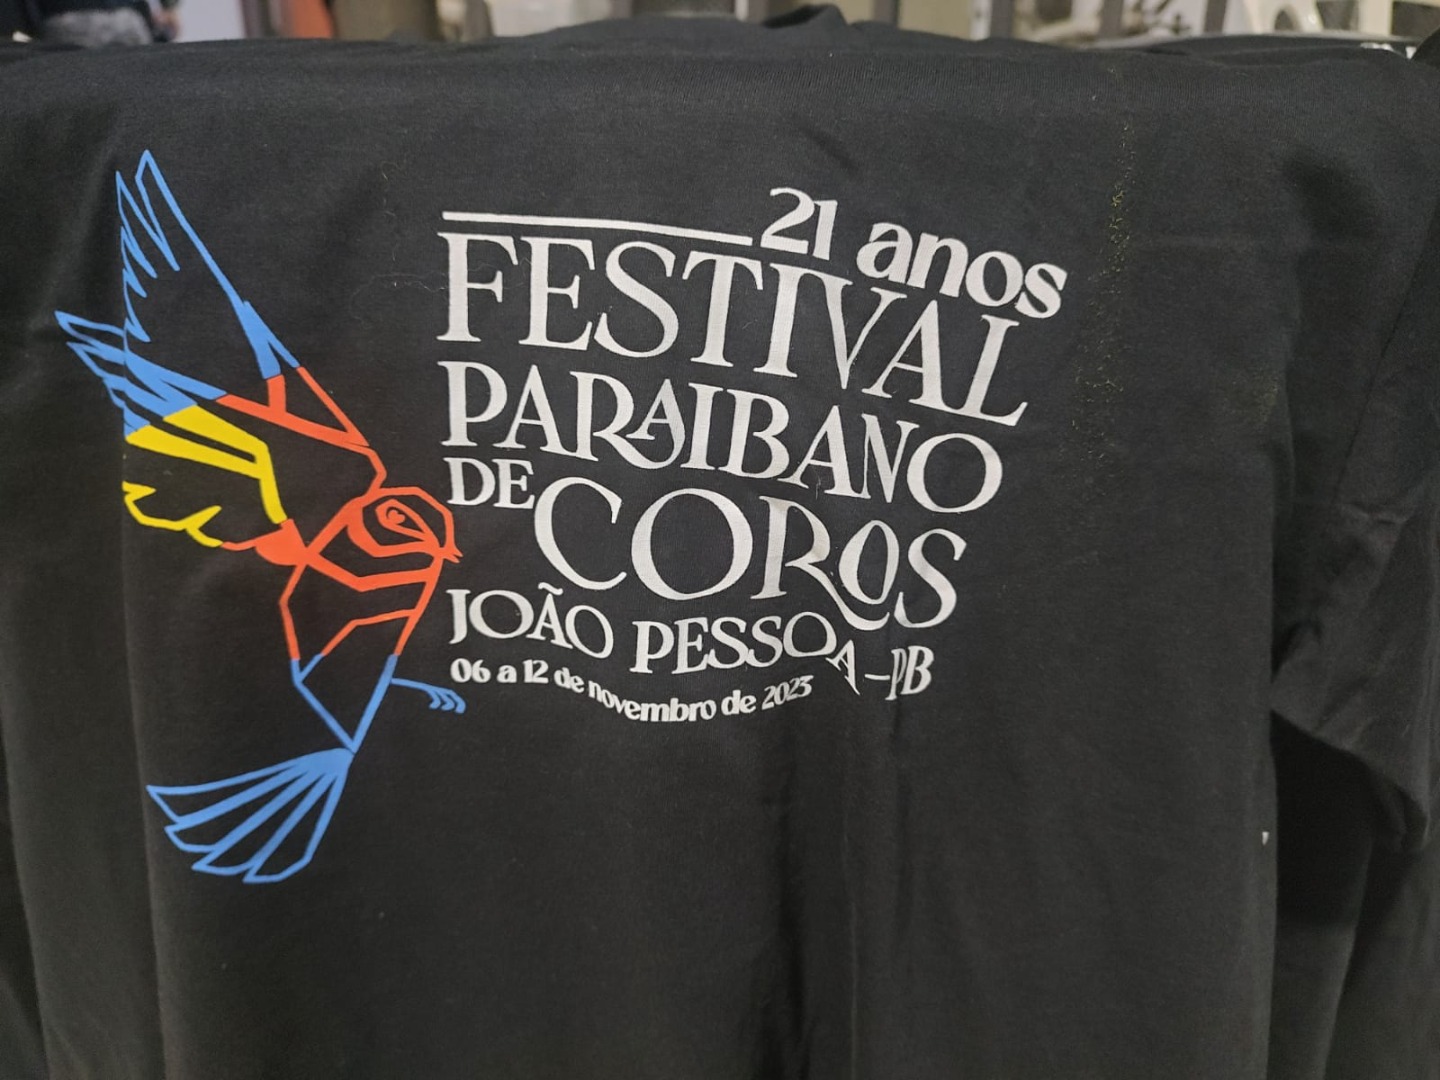 21 anos
FESTIVAL
PARAIBANO
DE COROS
JOÃO PESSOA-PB
06 a 12 de novembro de 2023